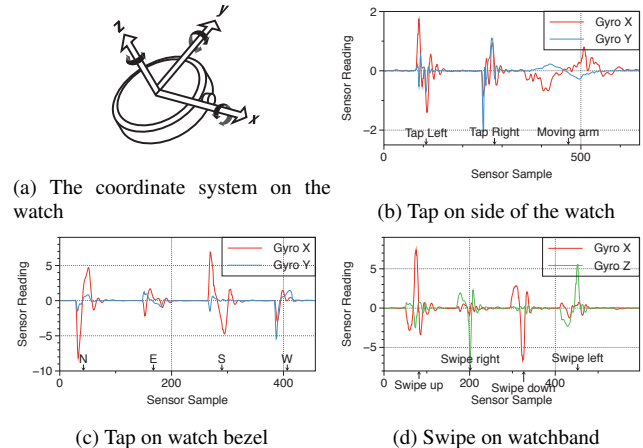 z
y
x
(a) The coordinate system on the
watch
2
0
−2
0
500
Sensor Reading
Sensor Sample
Gyro X
Gyro Y
Tap Left
Tap Right
Moving arm
(b) Tap on side of the watch
5
0
−5
−10
0
200
400
Sensor Reading
Sensor Sample
Gyro X
Gyro Y
N
E
S
W
(c) Tap on watch bezel
5
0
−5
0
200
400
Sensor Reading
Sensor Sample
Gyro X
Gyro Z
Swipe up
Swipe right
Swipe down
Swipe left
(d) Swipe on watchband